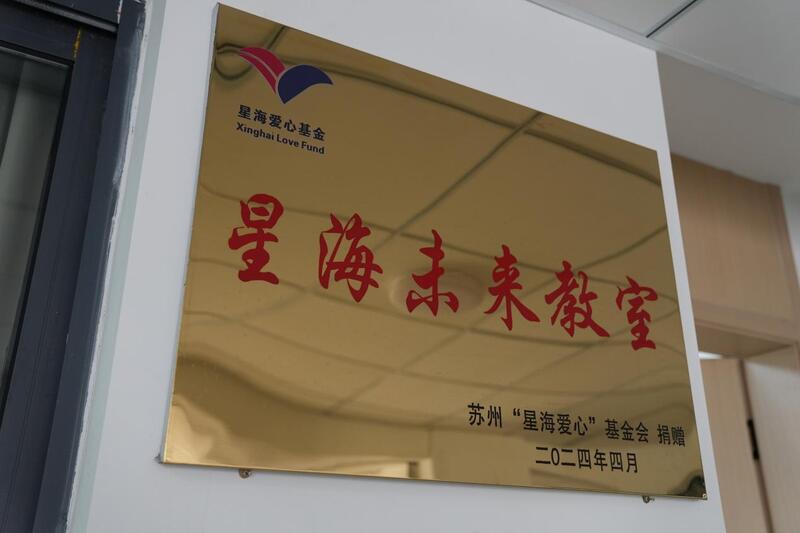 星海爱心基金
Xinghai Love Fund
星海未来教室
苏州“星海爱心”基金会 捐赠
二〇二四年四月